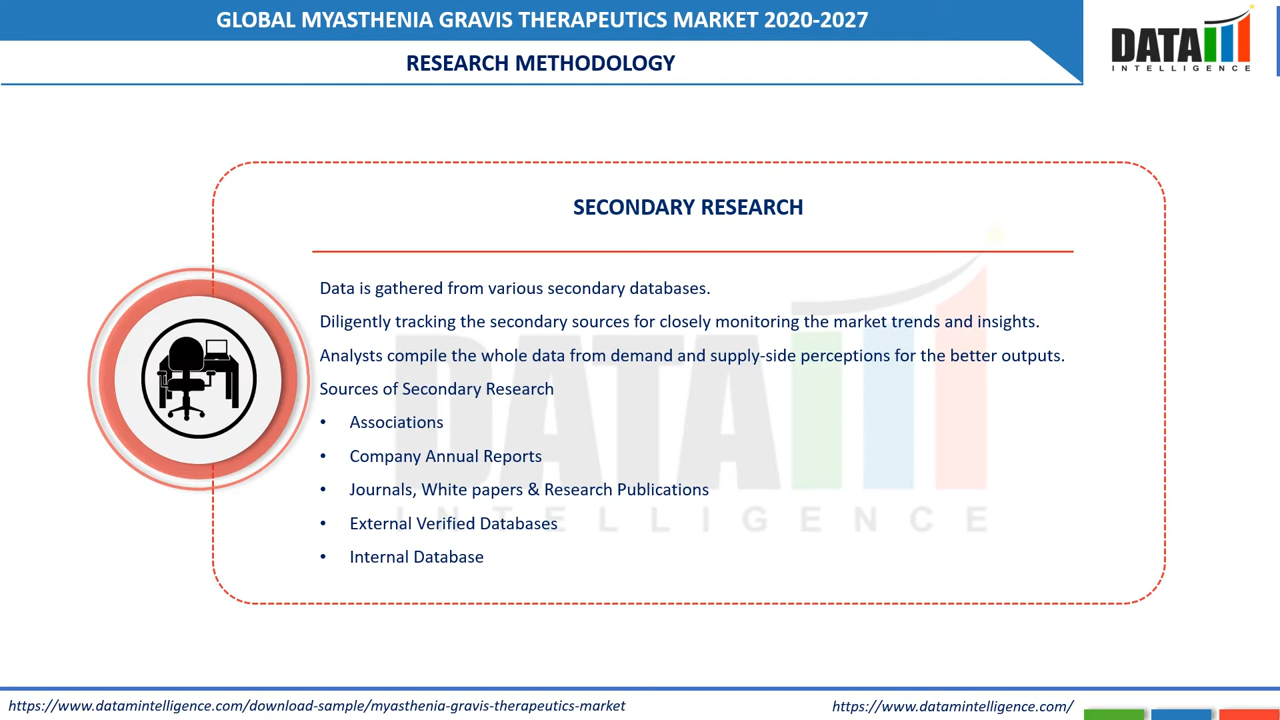 GLOBAL MYASTHENIA GRAVIS THERAPEUTICS MARKET 2020-2027
RESEARCH METHODOLOGY
DATA
INTELLIGENCE
SECONDARY RESEARCH
Data is gathered from various secondary databases.
Diligently tracking the secondary sources for closely monitoring the market trends and insights.
Analysts compile the whole data from demand and supply-side perceptions for the better outputs.
Sources of Secondary Research
• Associations
• Company Annual Reports
• Journals, White papers & Research Publications
• External Verified Databases
• Internal Database
DATA
INTELLIGENCE
https://www.datamintelligence.com/download-sample/myasthenia-gravis-therapeutics-market
https://www.datamintelligence.com/